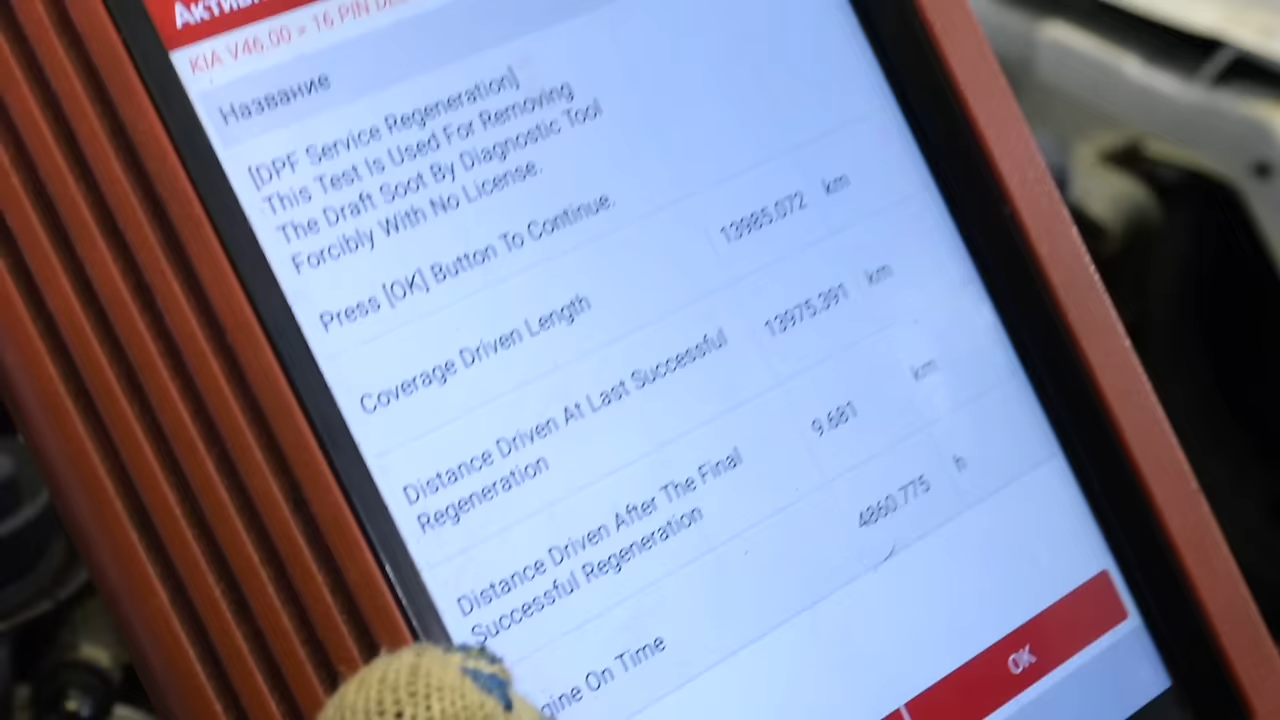 KIA V46.00 > 16 PIN
Название
[DPF Service Regeneration]
This Test Is Used For Removing
The Draft Soot By Diagnostic Tool
Forcibly With No License.
Press [OK] Button To Continue.
Coverage Driven Length 13985.072 km
Distance Driven At Last Successful
Regeneration 13975.391 km
Distance Driven After The Final
Successful Regeneration 9.681 km
gine On Time 4860.775 h
OK